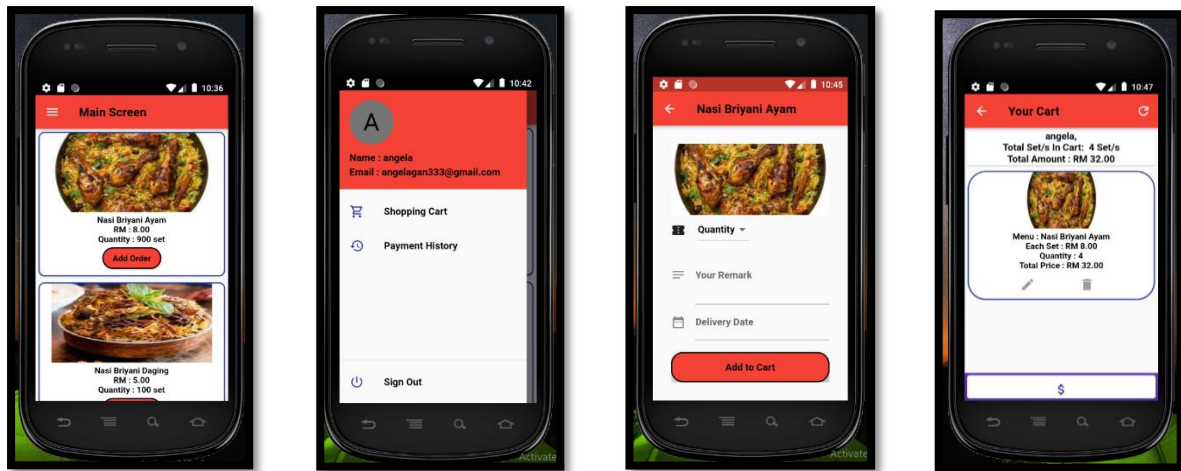 10:36
Main Screen
Nasi Briyani Ayam
RM : 8.00
Quantity : 900 set
Add Order
Nasi Briyani Daging
RM : 5.00
Quantity : 100 set
10:42
A
Name : angela
Email : angelagan333@gmail.com
Shopping Cart
Payment History
Sign Out
Activate
10:45
Nasi Briyani Ayam
Quantity
Your Remark
Delivery Date
Add to Cart
Activate
10:47
Your Cart
angela,
Total Set/s In Cart: 4 Set/s
Total Amount : RM 32.00
Menu : Nasi Briyani Ayam
Each Set : RM 8.00
Quantity : 4
Total Price : RM 32.00
$